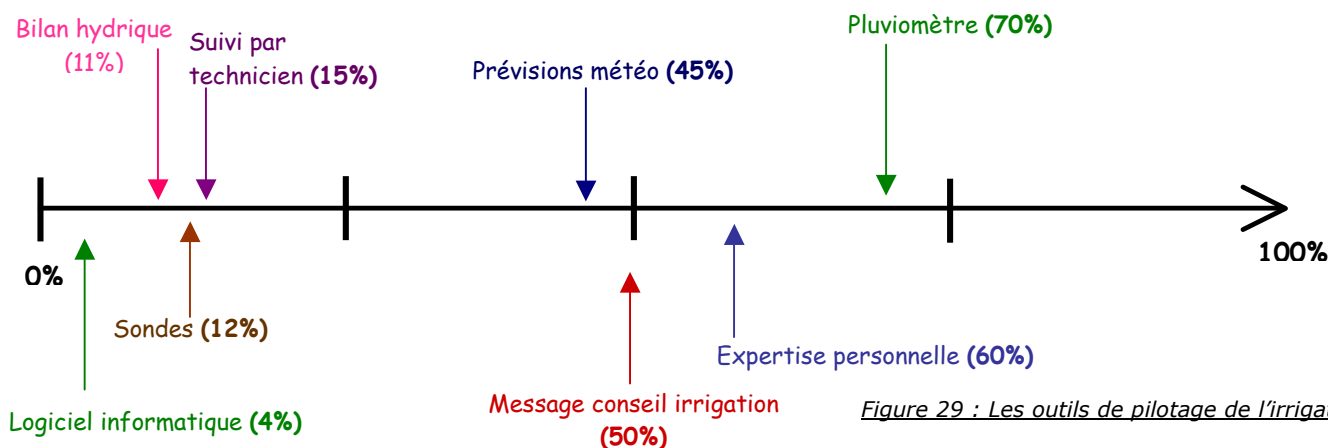 Bilan hydrique
(11%)
Suivi par
technicien (15%)
Prévisions météo (45%)
Pluviomètre (70%)
0%
100%
Sondes (12%)
Logiciel informatique (4%)
Message conseil irrigation
(50%)
Expertise personnelle (60%)
Figure 29 : Les outils de pilotage de l'irrigat